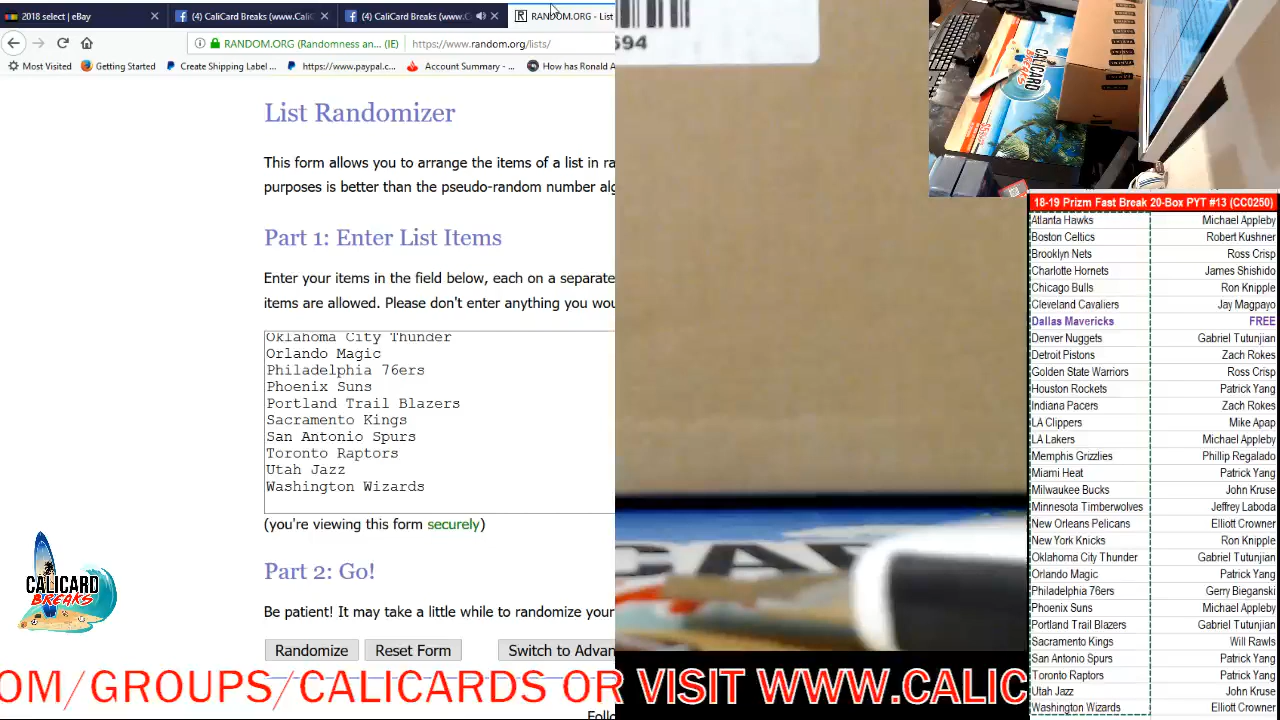 2018 select | eBay
(4) CaliCard Breaks (www.Cali
(4) CaliCard Breaks (www.C
RANDOM.ORG - List
RANDOM.ORG (Randomness an... (IE)
https://www.random.org/lists/
Most Visited
Getting Started
Create Shipping Label ...
https://www.paypal.c...
Account Summary - ...
How has Ronald A
List Randomizer
This form allows you to arrange the items of a list in ra
purposes is better than the pseudo-random number alg
Part 1: Enter List Items
Enter your items in the field below, each on a separate
items are allowed. Please don't enter anything you wou
Oklahoma City Thunder
Orlando Magic
Philadelphia 76ers
Phoenix Suns
Portland Trail Blazers
Sacramento Kings
San Antonio Spurs
Toronto Raptors
Utah Jazz
Washington Wizards
(you're viewing this form securely)
Part 2: Go!
Be patient! It may take a little while to randomize your
Randomize
Reset Form
Switch to Advan
Follo
CALICARD
BREAKS
594
18-19 Prizm Fast Break 20-Box PYT #13 (CC0250)
Atlanta Hawks Michael Appleby
Boston Celtics Robert Kushner
Brooklyn Nets Ross Crisp
Charlotte Hornets James Shishido
Chicago Bulls Ron Knipple
Cleveland Cavaliers Jay Magpayo
Dallas Mavericks FREE
Denver Nuggets Gabriel Tutunjian
Detroit Pistons Zach Rokes
Golden State Warriors Ross Crisp
Houston Rockets Patrick Yang
Indiana Pacers Zach Rokes
LA Clippers Mike Apap
LA Lakers Michael Appleby
Memphis Grizzlies Phillip Regalado
Miami Heat Patrick Yang
Milwaukee Bucks John Kruse
Minnesota Timberwolves Jeffrey Laboda
New Orleans Pelicans Elliott Crowner
New York Knicks Ron Knipple
Oklahoma City Thunder Gabriel Tutunjian
Orlando Magic Patrick Yang
Philadelphia 76ers Gerry Bieganski
Phoenix Suns Michael Appleby
Portland Trail Blazers Gabriel Tutunjian
Sacramento Kings Will Rawls
San Antonio Spurs Patrick Yang
Toronto Raptors Patrick Yang
Utah Jazz John Kruse
Washington Wizards Elliott Crowner
OM/GROUPS/CALICARDS OR VISIT WWW.CALIC